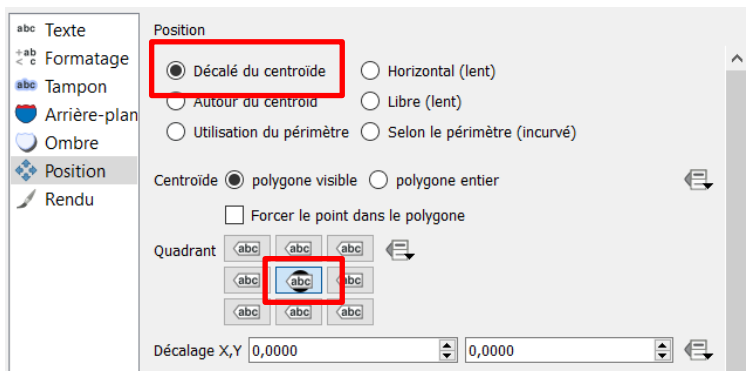 abc Texte
+ab
< c Formatage
abc Tampon
Arrière-plan
Ombre
Position
Rendu
Position
Décalé du centroïde
Horizontal (lent)
Autour du centroïd
Libre (lent)
Utilisation du périmètre
Selon le périmètre (incurvé)
Centroïde polygone visible polygone entier
Forcer le point dans le polygone
Quadrant abc abc abc
abc abc abc
abc abc abc
Décalage X,Y 0,0000 0,0000